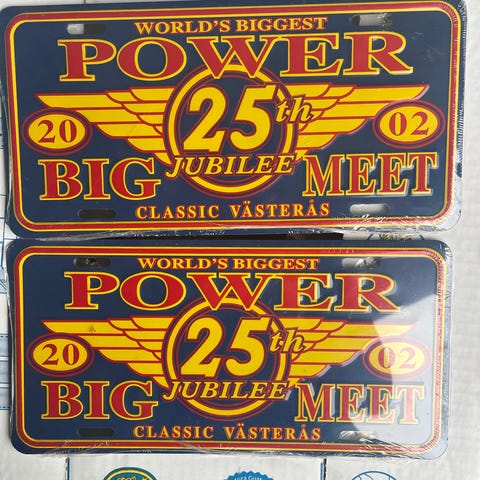 WORLD'S BIGGEST
POWER
25th
20 02
JUBILEE
BIG MEET
CLASSIC VÄSTERÅS
WORLD'S BIGGEST
POWER
25th
20 02
JUBILEE
BIG MEET
CLASSIC VÄSTERÅS